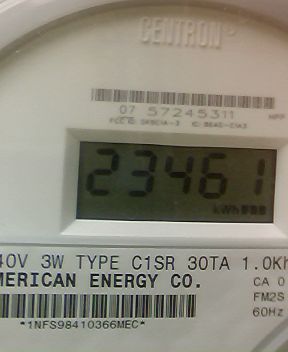 CENTRON
07 57245311
23461
kWh
40V 3W TYPE C1SR 30TA 1.0Kh
MERICAN ENERGY CO.
CA 0
FM2S
60Hz
*1NFS98410366MEC*